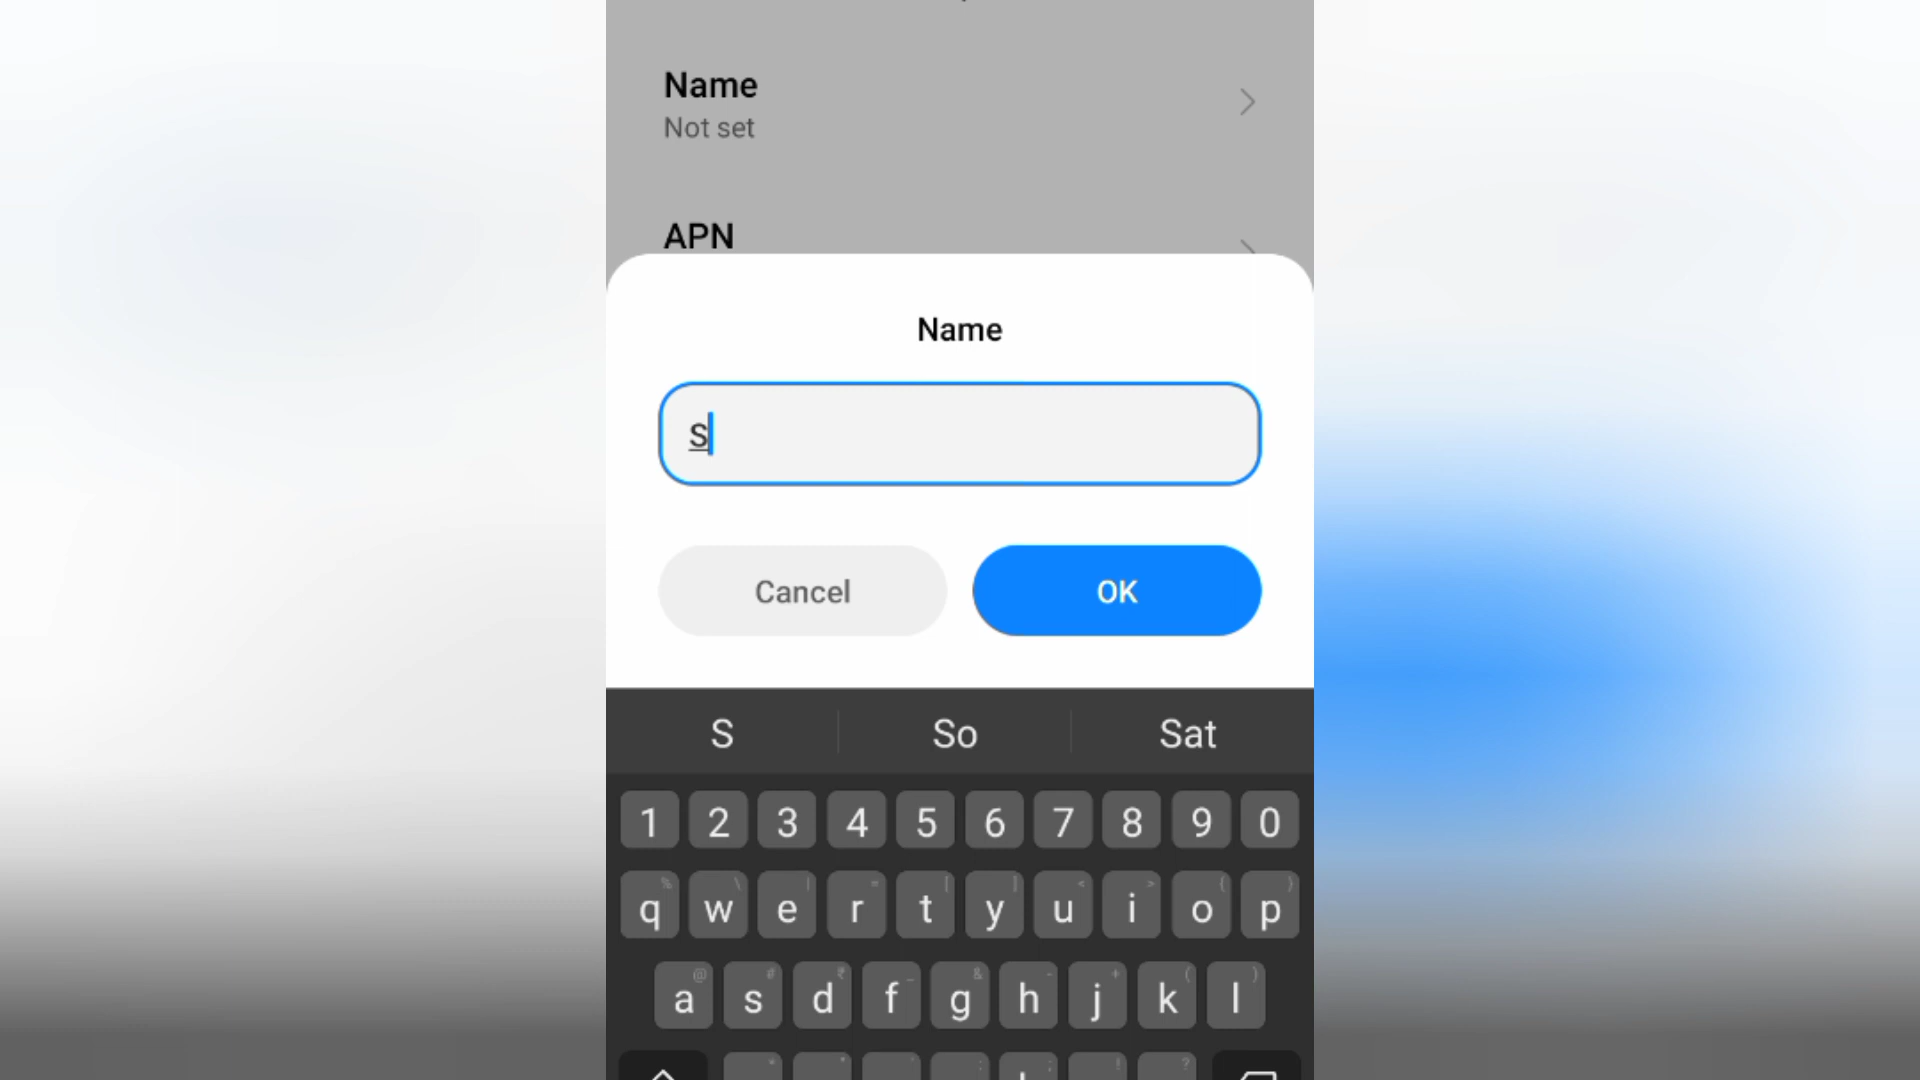 Name
Not set
APN
Name
S
Cancel OK
S So Sat
1 2 3 4 5 6 7 8 9 0
q w e r t y u i o p
a s d f g h j k l